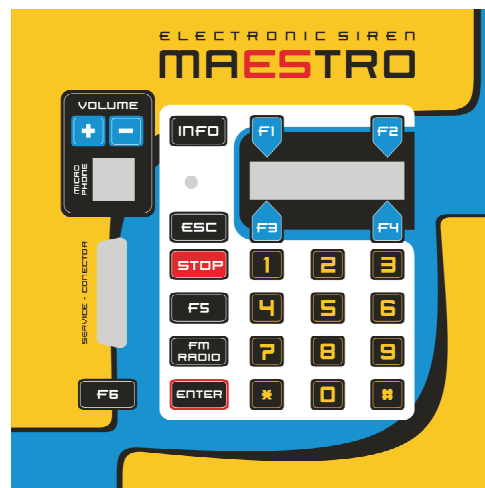 ELECTRONIC SIREN
MAESTRO
VOLUME
+ -
MICRO
PHONE
SERVICE - CONECTOR
INFO
F1 F2
F3 F4
ESC
STOP 1 2 3
F5 4 5 6
FM
RADIO
7 8 9
F6
ENTER * 0 #